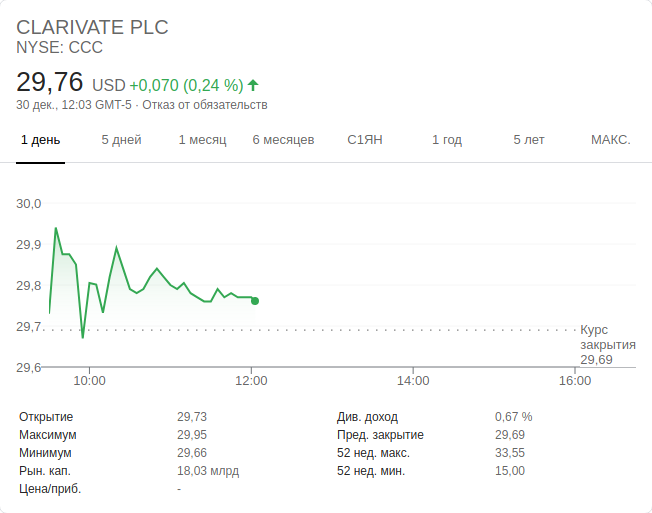 CLARIVATE PLC
NYSE: CCC
29,76 USD +0,070 (0,24 %)
30 дек., 12:03 GMT-5 · Отказ от обязательств
1 день 5 дней 1 месяц 6 месяцев С1ЯН 1 год 5 лет МАКС.
30,0
29,9
29,8
29,7
29,6
Курс
закрытия
29,69
10:00 12:00 14:00 16:00
Открытие 29,73 Див. доход 0,67 %
Максимум 29,95 Пред. закрытие 29,69
Минимум 29,66 52 нед. макс. 33,55
Рын. кап. 18,03 млрд 52 нед. мин. 15,00
Цена/приб. -